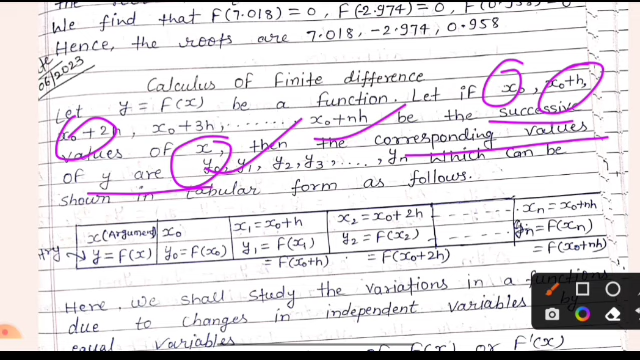 We find that F(7.018) = 0, F(-2.974) = 0,
Hence, the roots are 7.018, -2.974, 0.958
06/2023
Calculus of Finite difference
Let y = F(x) be a function. Let if x₀, x₀+h,
x₀+2h, x₀+3h, ........, x₀+nh be the successive
values of x, then the corresponding values
of y are y₀, y₁, y₂, y₃, ...., yₙ which can be
shown in tabular form as follows.
x(Argument) x₀ x₁ = x₀+h x₂ = x₀+2h ........ xₙ = x₀+nh
y = F(x) y₀ = F(x₀) y₁ = F(x₁) y₂ = F(x₂) ........ yₙ = F(xₙ)
= F(x₀+h) = F(x₀+2h) = F(x₀+nh)
Here, we shall study the variations in a functions
due to changes in independent variables by
equal variables
of F(x) or F'(x)